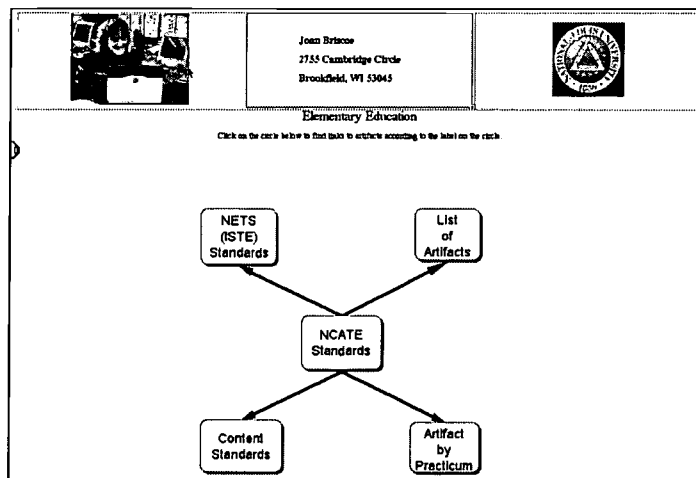 Joan Briscoe
2755 Cambridge Circle
Brookfield, WI 53045
Elementary Education
Click on the circle below to find links to artifacts according to the label on the circle.
NETS
(ISTE)
Standards
List
of
Artifacts
NCATE
Standards
Content
Standards
Artifact
by
Practicum